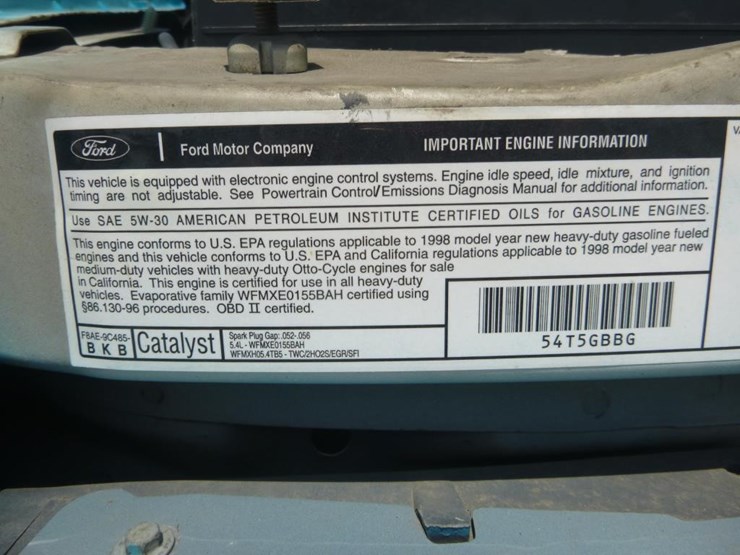 Ford
Ford Motor Company
IMPORTANT ENGINE INFORMATION
This vehicle is equipped with electronic engine control systems. Engine idle speed, idle mixture, and ignition
timing are not adjustable. See Powertrain Control/Emissions Diagnosis Manual for additional information.
Use SAE 5W-30 AMERICAN PETROLEUM INSTITUTE CERTIFIED OILS for GASOLINE ENGINES.
This engine conforms to U.S. EPA regulations applicable to 1998 model year new heavy-duty gasoline fueled
engines and this vehicle conforms to U.S. EPA and California regulations applicable to 1998 model year new
medium-duty vehicles with heavy-duty Otto-Cycle engines for sale
in California. This engine is certified for use in all heavy-duty
vehicles. Evaporative family WFMXE0155BAH certified using
§86.130-96 procedures. OBD II certified.
F8AE-9C485-
B K B
Catalyst
Spark Plug Gap: .052-.056
5.4L - WFMXE0155BAH
WFMXH05.4TB5 - TWC/2HO2S/EGR/SFI
54T5GBBG